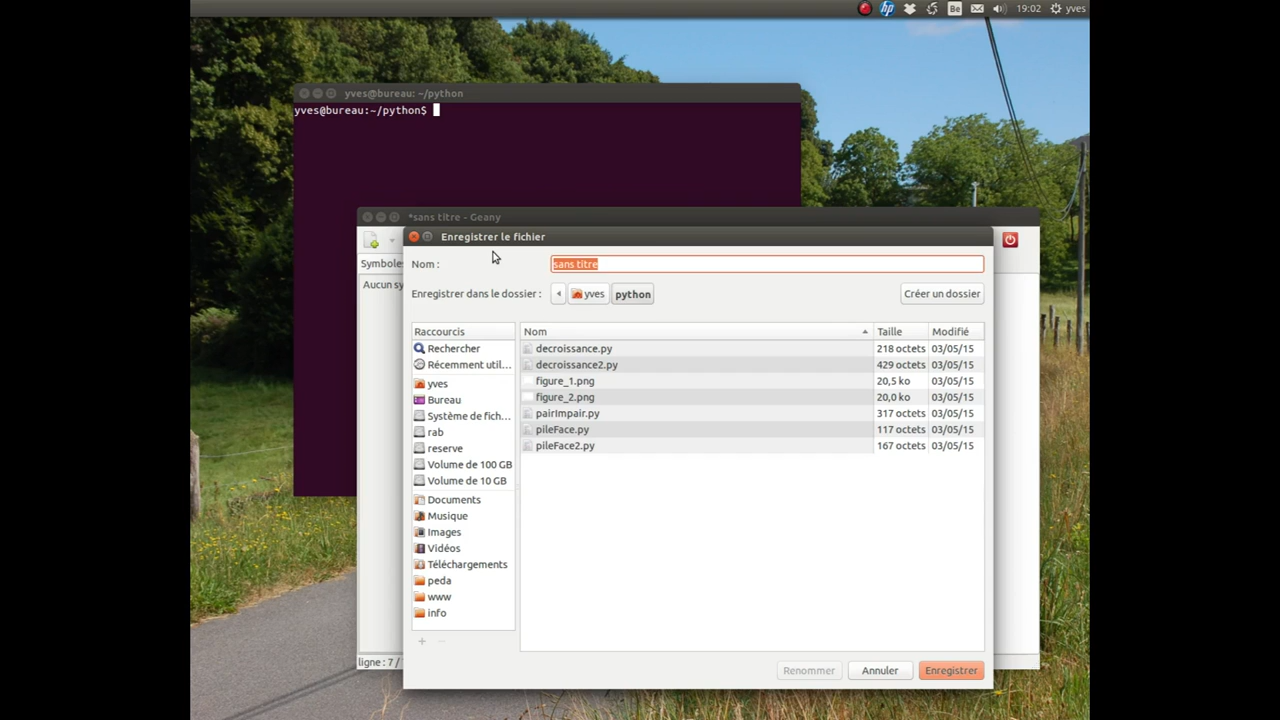 Be
19:02
yves
yves@bureau: ~/python
yves@bureau:~/python$
*sans titre - Geany
Enregistrer le fichier
Nom :
sans titre
Enregistrer dans le dossier :
yves
python
Créer un dossier
Symboles
Aucun sy
Raccourcis
Rechercher
Récemment util...
yves
Bureau
Système de fich...
rab
reserve
Volume de 100 GB
Volume de 10 GB
Documents
Musique
Images
Vidéos
Téléchargements
peda
www
info
Nom Taille Modifié
decroissance.py 218 octets 03/05/15
decroissance2.py 429 octets 03/05/15
figure_1.png 20,5 ko 03/05/15
figure_2.png 20,0 ko 03/05/15
pairImpair.py 317 octets 03/05/15
pileFace.py 117 octets 03/05/15
pileFace2.py 167 octets 03/05/15
ligne : 7 /
Renommer
Annuler
Enregistrer